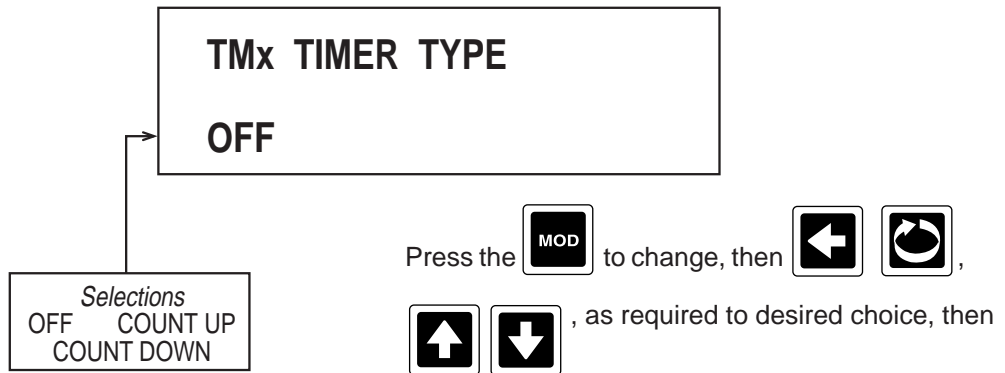 TMx TIMER TYPE
OFF
Press the MOD to change, then ,
Selections
OFF COUNT UP
COUNT DOWN
, as required to desired choice, then